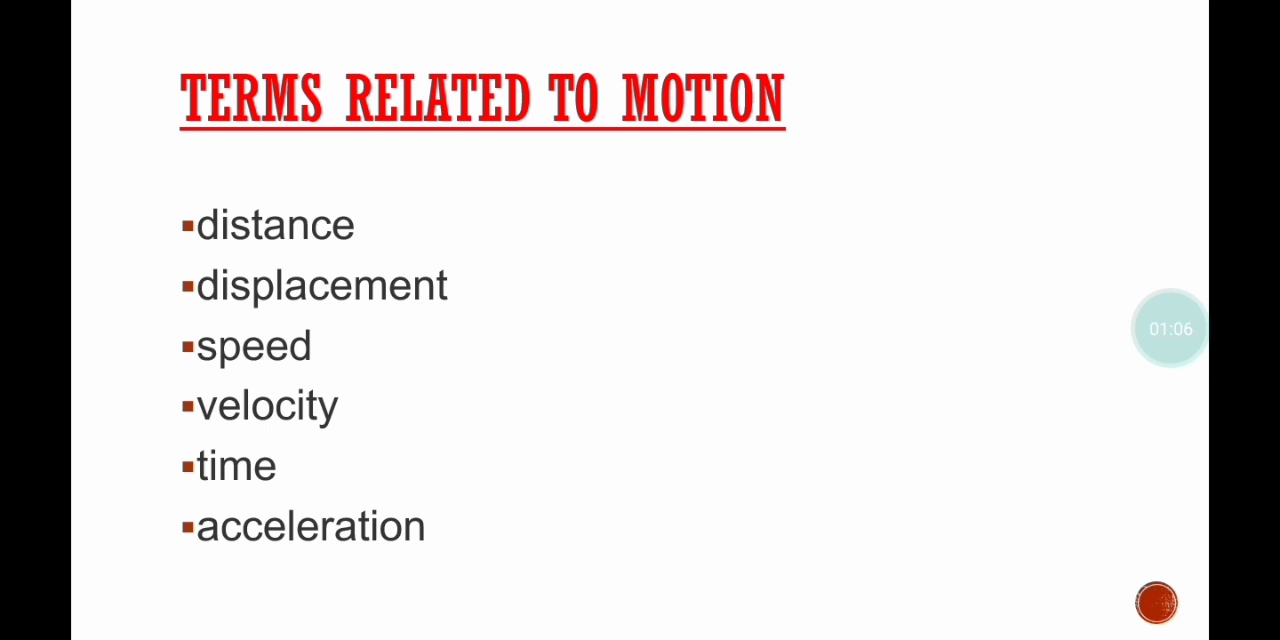 TERMS RELATED TO MOTION
▪distance
▪displacement
▪speed
▪velocity
▪time
▪acceleration
01:06